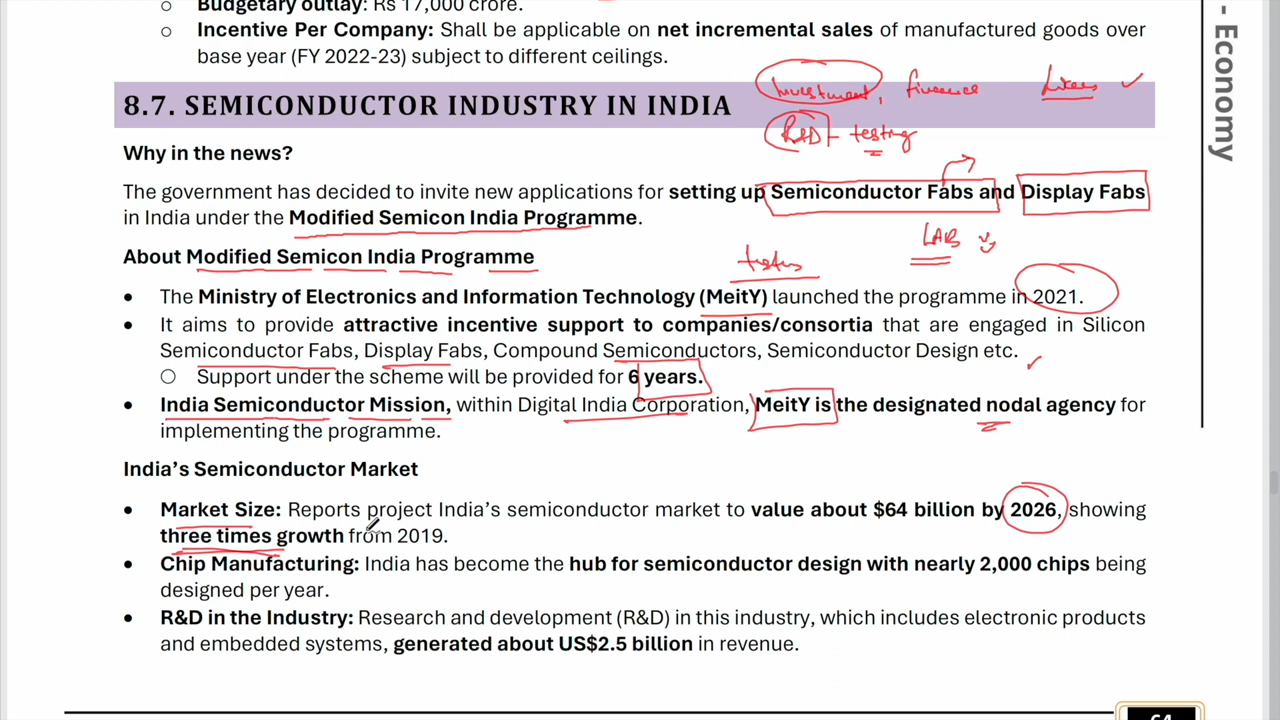 ○ Budgetary outlay: Rs 17,000 crore.
○ Incentive Per Company: Shall be applicable on net incremental sales of manufactured goods over
base year (FY 2022-23) subject to different ceilings.
- Economy
Investment, finance
8.7. SEMICONDUCTOR INDUSTRY IN INDIA
R&D - testing
Why in the news?
The government has decided to invite new applications for setting up Semiconductor Fabs and Display Fabs
in India under the Modified Semicon India Programme.
LAB
About Modified Semicon India Programme
• The Ministry of Electronics and Information Technology (MeitY) launched the programme in 2021.
• It aims to provide attractive incentive support to companies/consortia that are engaged in Silicon
Semiconductor Fabs, Display Fabs, Compound Semiconductors, Semiconductor Design etc.
○ Support under the scheme will be provided for 6 years.
• India Semiconductor Mission, within Digital India Corporation, MeitY is the designated nodal agency for
implementing the programme.
India's Semiconductor Market
• Market Size: Reports project India's semiconductor market to value about $64 billion by 2026, showing
three times growth from 2019.
• Chip Manufacturing: India has become the hub for semiconductor design with nearly 2,000 chips being
designed per year.
• R&D in the Industry: Research and development (R&D) in this industry, which includes electronic products
and embedded systems, generated about US$2.5 billion in revenue.